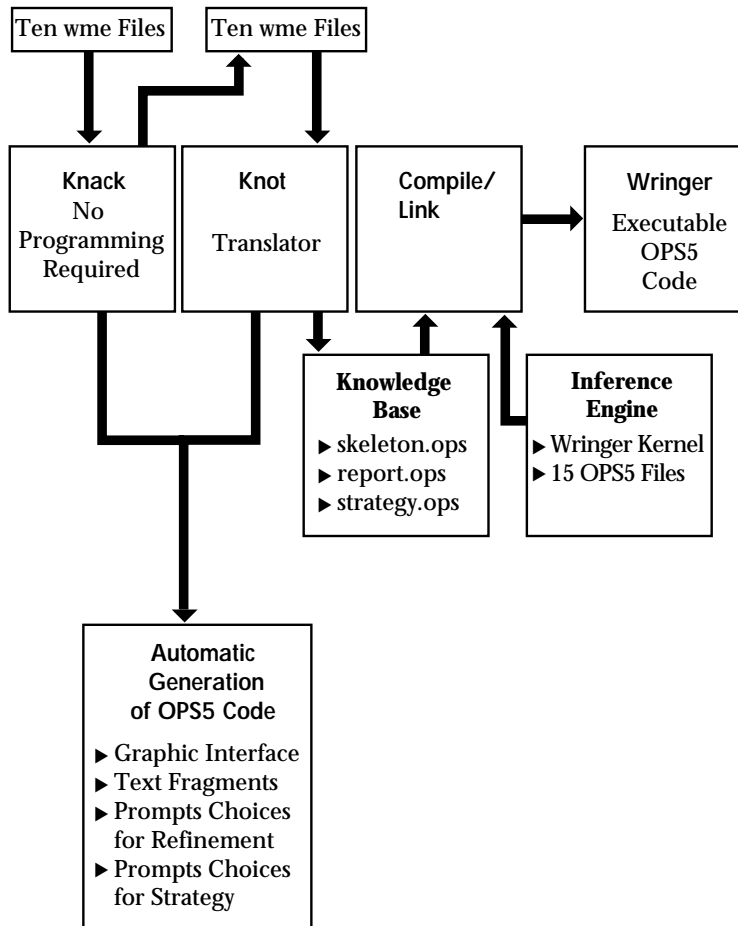 Ten wme Files
Ten wme Files
Knack
No
Programming
Required
Knot
Translator
Compile/
Link
Wringer
Executable
OPS5
Code
Knowledge
Base
▶ skeleton.ops
▶ report.ops
▶ strategy.ops
Inference
Engine
▶ Wringer Kernel
▶ 15 OPS5 Files
Automatic
Generation
of OPS5 Code
▶ Graphic Interface
▶ Text Fragments
▶ Prompts Choices
for Refinement
▶ Prompts Choices
for Strategy